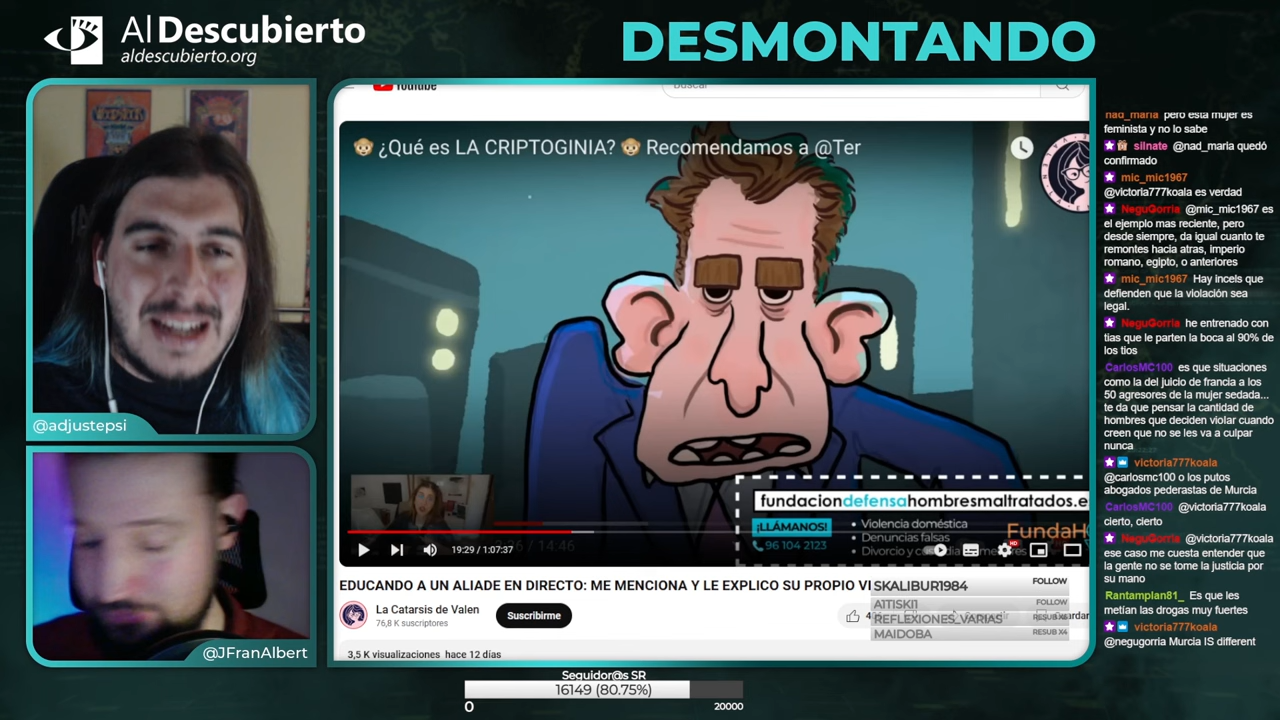 Al Descubierto
aldescubierto.org
DESMONTANDO
@adjustepsi
@JFranAlbert
YouTube
Buscar
¿Qué es LA CRIPTOGINIA? Recomendamos a @Ter
fundaciondefensahombresmaltratados.e
¡LLÁMANOS!
96 104 2123
• Violencia doméstica
• Denuncias falsas
• Divorcio y
FundaH
19:29 / 1:07:37
14:46
HD
EDUCANDO A UN ALIADE EN DIRECTO: ME MENCIONA Y LE EXPLICO SU PROPIO VI
SKALIBUR1984 FOLLOW
A1TISKI1 FOLLOW
REFLEXIONES_VARIAS RESUB X6
MAIDOBA RESUB X4
La Catarsis de Valen
76,8 K suscriptores
Suscribirme
3,5 K visualizaciones hace 12 días
Seguidor@s SR
16149 (80.75%)
0
20000
nad_maria pero esta mujer es
feminista y no lo sabe
silnate @nad_maria quedó
confirmado
mic_mic1967
@victoria777koala es verdad
NeguGorria @mic_mic1967 es
el ejemplo mas reciente, pero
desde siempre, da igual cuanto te
remontes hacia atras, imperio
romano, egipto, o anteriores
mic_mic1967 Hay incels que
defienden que la violación sea
legal.
NeguGorria he entrenado con
tias que le parten la boca al 90% de
los tios
CarlosMC100 es que situaciones
como la del juicio de francia a los
50 agresores de la mujer sedada...
te da que pensar la cantidad de
hombres que deciden violar cuando
creen que no se les va a culpar
nunca
victoria777koala
@carlosmc100 o los putos
abogados pederastas de Murcia
CarlosMC100 @victoria777koala
cierto, cierto
NeguGorria @victoria777koala
ese caso me cuesta entender que
la gente no se tome la justicia por
su mano
Rantamplan81_ Es que les
metían las drogas muy fuertes
victoria777koala
@negugorria Murcia IS different